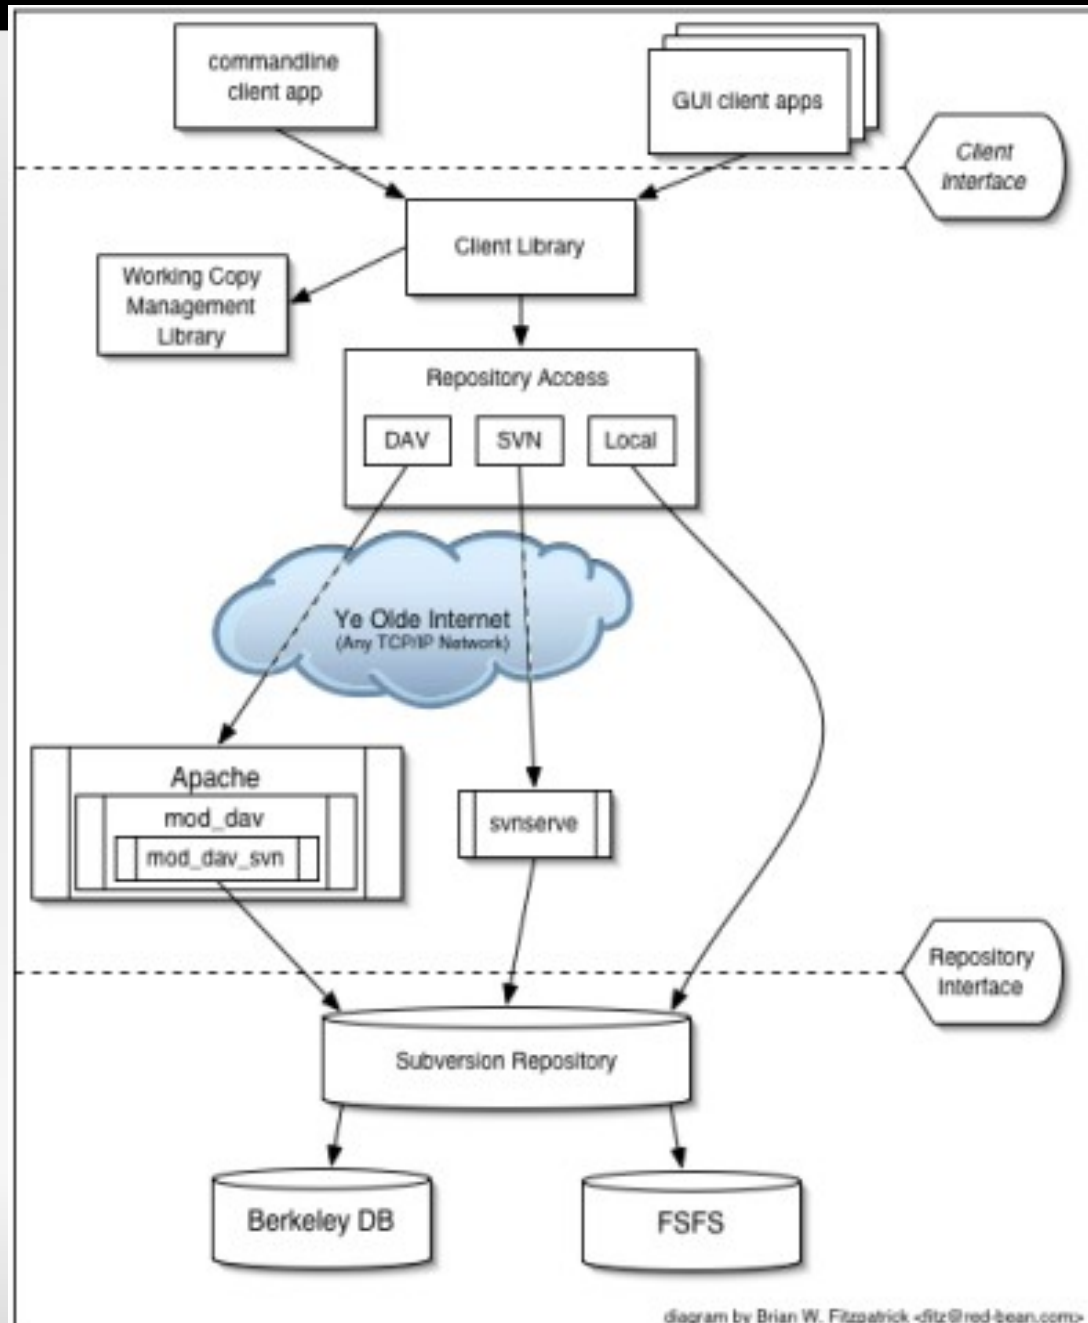 commandline
client app
GUI client apps
Client
Interface
Client Library
Working Copy
Management
Library
Repository Access
DAV
SVN
Local
Ye Olde Internet
(Any TCP/IP Network)
Apache
mod_dav
mod_dav_svn
svnserve
Repository
Interface
Subversion Repository
Berkeley DB
FSFS
diagram by Brian W. Fitzpatrick <fitz@red-bean.com>